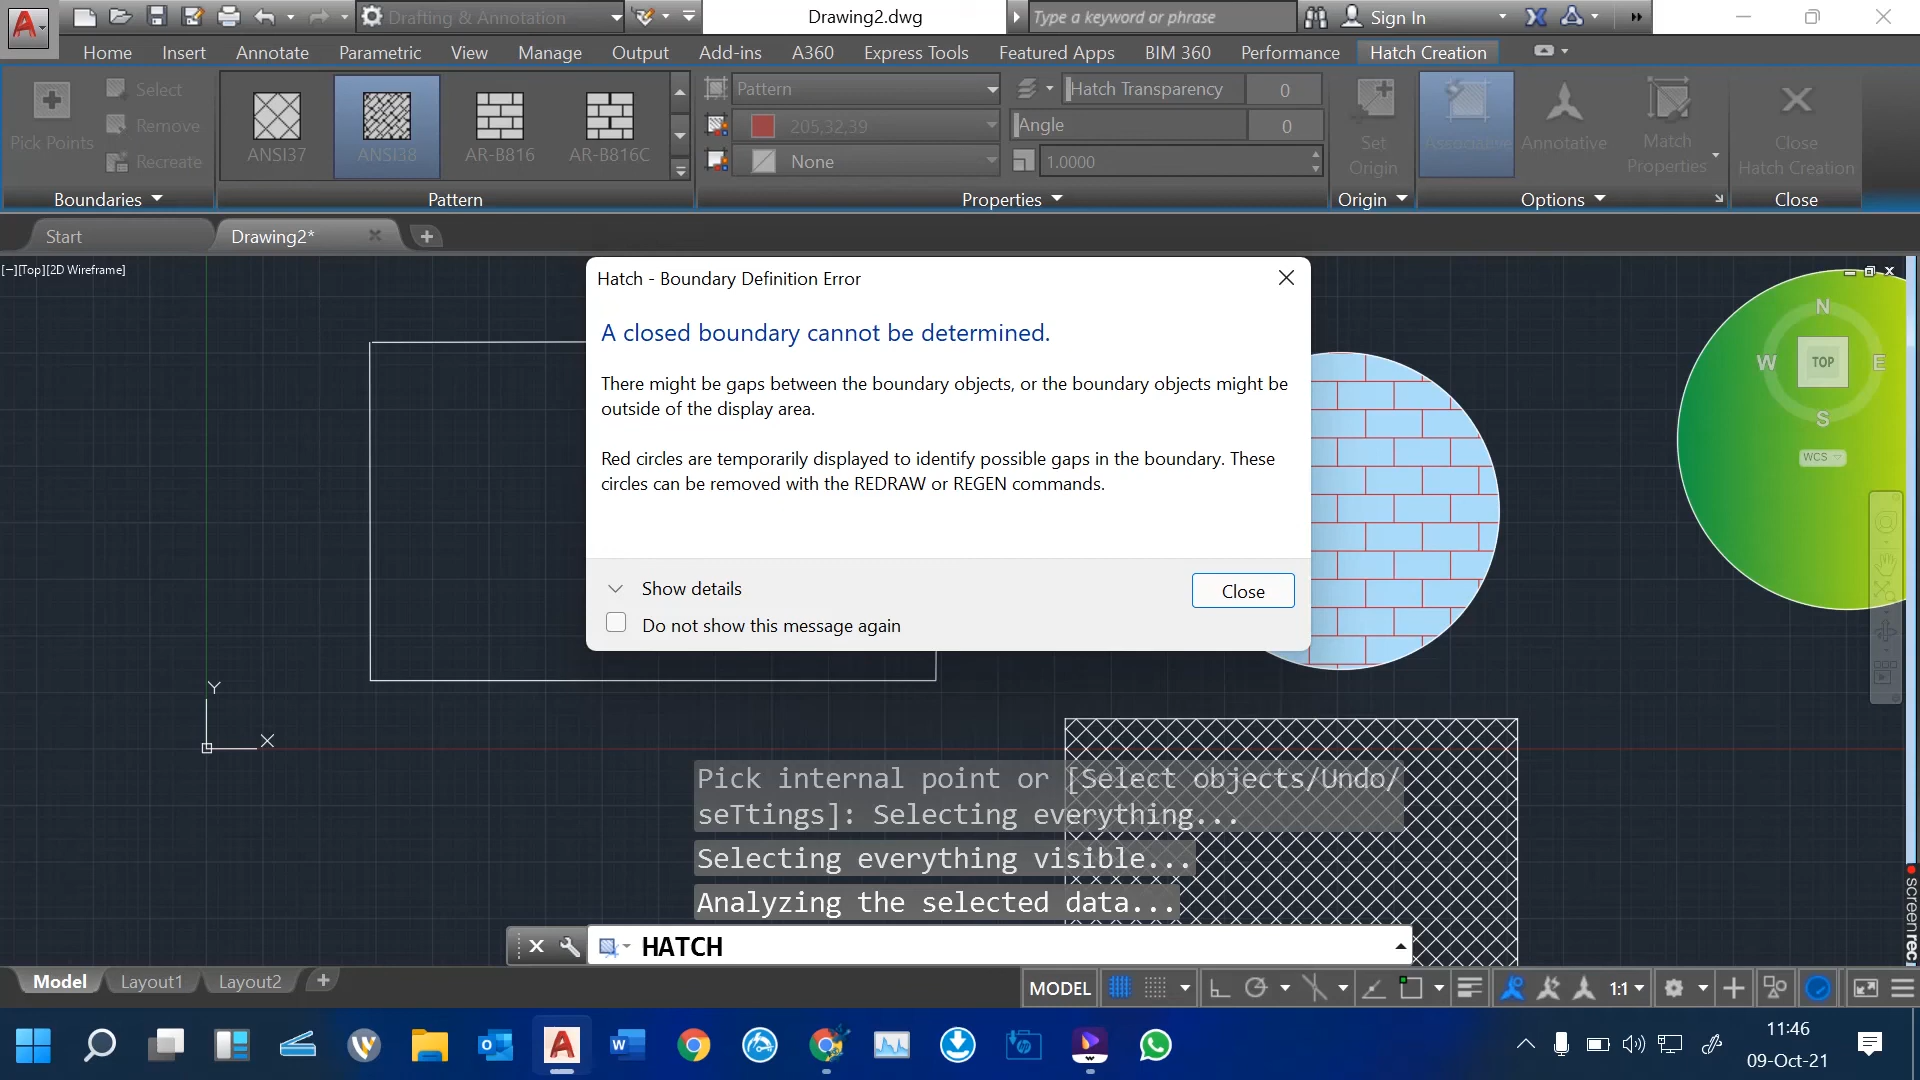 Drafting & Annotation
Drawing2.dwg
Type a keyword or phrase
Sign In
Home
Insert
Annotate
Parametric
View
Manage
Output
Add-ins
A360
Express Tools
Featured Apps
BIM 360
Performance
Hatch Creation
Pick Points
Select
Remove
Recreate
Boundaries
ANSI37
ANSI38
AR-B816
AR-B816C
Pattern
Pattern
205,32,39
None
Hatch Transparency
0
Angle
0
1.0000
Properties
Set
Origin
Origin
Associative
Annotative
Match
Properties
Options
Close
Hatch Creation
Close
Start
Drawing2*
[−][Top][2D Wireframe]
Hatch - Boundary Definition Error
A closed boundary cannot be determined.
There might be gaps between the boundary objects, or the boundary objects might be
outside of the display area.
Red circles are temporarily displayed to identify possible gaps in the boundary. These
circles can be removed with the REDRAW or REGEN commands.
Show details
Close
Do not show this message again
N
W
TOP
E
S
WCS
Y
X
Pick internal point or [Select objects/Undo/
seTtings]: Selecting everything...
Selecting everything visible...
Analyzing the selected data...
HATCH
screenrec
Model
Layout1
Layout2
MODEL
1:1
11:46
09-Oct-21